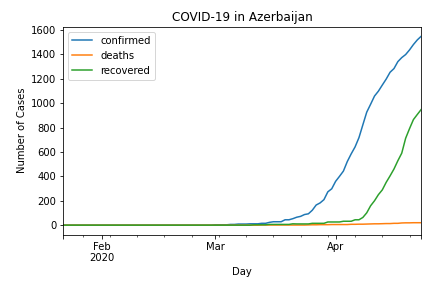 COVID-19 in Azerbaijan
confirmed
deaths
recovered
Number of Cases
1600
1400
1200
1000
800
600
400
200
0
Feb
2020
Mar
Apr
Day